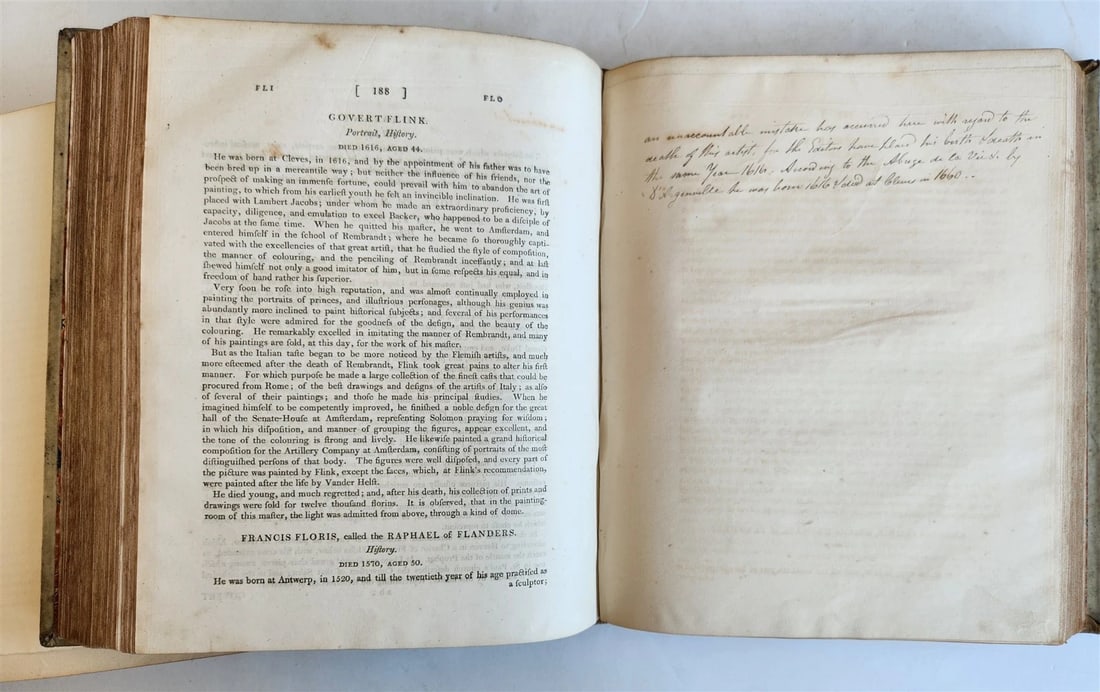 FLI [ 188 ] FLO
GOVERT FLINK.
Portrait, Hiſtory.
DIED 1616, AGED 44.
He was born at Cleves, in 1616, and by the appointment of his father was to have
been bred up in a mercantile way; but neither the influence of his friends, nor the
proſpect of making an immenſe fortune, could prevail with him to abandon the art of
painting, to which from his earlieſt youth he felt an invincible inclination. He was firſt
placed with Lambert Jacobs; under whom he made an extraordinary proficiency, by
capacity, diligence, and emulation to excel Backer, who happened to be a diſciple of
Jacobs at the ſame time. When he quitted his maſter, he went to Amſterdam, and
entered himſelf in the ſchool of Rembrandt; where he became ſo thoroughly capti-
vated with the excellencies of that great artiſt, that he ſtudied the ſtyle of compoſition,
the manner of colouring, and the penciling of Rembrandt inceſſantly; and at laſt
ſhewed himſelf not only a good imitator of him, but in ſome reſpects his equal, and in
freedom of hand rather his ſuperior.
Very ſoon he roſe into high reputation, and was almoſt continually employed in
painting the portraits of princes, and illuſtrious perſonages, although his genius was
abundantly more inclined to paint hiſtorical ſubjects; and ſeveral of his performances
in that ſtyle were admired for the goodneſs of the deſign, and the beauty of the
colouring. He remarkably excelled in imitating the manner of Rembrandt, and many
of his paintings are ſold, at this day, for the work of his maſter.
But as the Italian taſte began to be more noticed by the Flemiſh artiſts, and much
more eſteemed after the death of Rembrandt, Flink took great pains to alter his firſt
manner. For which purpoſe he made a large collection of the fineſt caſts that could be
procured from Rome; of the beſt drawings and deſigns of the artiſts of Italy; as alſo
of ſeveral of their paintings; and thoſe he made his principal ſtudies. When he
imagined himſelf to be competently improved, he finiſhed a noble deſign for the great
hall of the Senate-Houſe at Amſterdam, repreſenting Solomon praying for wiſdom;
in which his diſpoſition, and manner of grouping the figures, appear excellent, and
the tone of the colouring is ſtrong and lively. He likewiſe painted a grand hiſtorical
compoſition for the Artillery Company at Amſterdam, conſiſting of portraits of the moſt
diſtinguiſhed perſons of that body. The figures were well diſpoſed, and every part of
the picture was painted by Flink, except the faces, which, at Flink's recommendation,
were painted after the life by Vander Helſt.
He died young, and much regretted; and, after his death, his collection of prints and
drawings were ſold for twelve thouſand florins. It is obſerved, that in the painting-
room of this maſter, the light was admitted from above, through a kind of dome.
FRANCIS FLORIS, called the RAPHAEL of FLANDERS.
Hiſtory.
DIED 1570, AGED 50.
He was born at Antwerp, in 1520, and till the twentieth year of his age practiſed as
a ſculptor;
an unaccountable mistake has occurred here with regard to the
death of this artist, for the Editors have placed his birth & death in
the same Year 1616. According to the Abrege de la Vie &c by
D'Argenville he was born 1616 & died at Cleves in 1660..